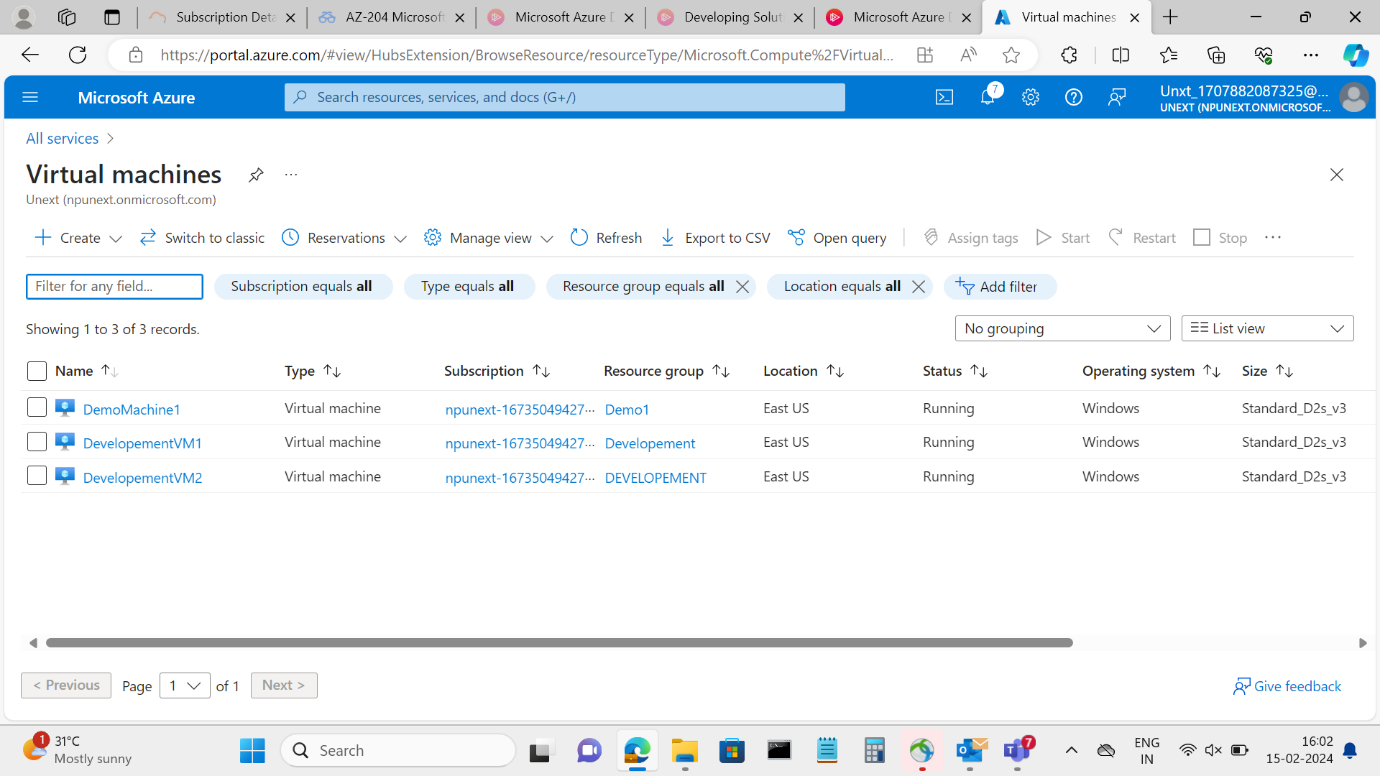 Subscription Deta
AZ-204 Microsoft
Microsoft Azure D
Developing Solut
Microsoft Azure D
Virtual machines
https://portal.azure.com/#view/HubsExtension/BrowseResource/resourceType/Microsoft.Compute%2FVirtual...
Microsoft Azure
Search resources, services, and docs (G+/)
7
Unxt_1707882087325@...
UNEXT (NPUNEXT.ONMICROSOF...
All services
Virtual machines
...
Unext (npunext.onmicrosoft.com)
Create
Switch to classic
Reservations
Manage view
Refresh
Export to CSV
Open query
Assign tags
Start
Restart
Stop
...
Filter for any field...
Subscription equals all
Type equals all
Resource group equals all
Location equals all
Add filter
Showing 1 to 3 of 3 records.
No grouping
List view
Name Type Subscription Resource group Location Status Operating system Size
DemoMachine1 Virtual machine npunext-16735049427... Demo1 East US Running Windows Standard_D2s_v3
DevelopementVM1 Virtual machine npunext-16735049427... Developement East US Running Windows Standard_D2s_v3
DevelopementVM2 Virtual machine npunext-16735049427... DEVELOPEMENT East US Running Windows Standard_D2s_v3
< Previous Page 1 of 1 Next >
Give feedback
1
31°C
Mostly sunny
Search
7
ENG
IN
16:02
15-02-2024